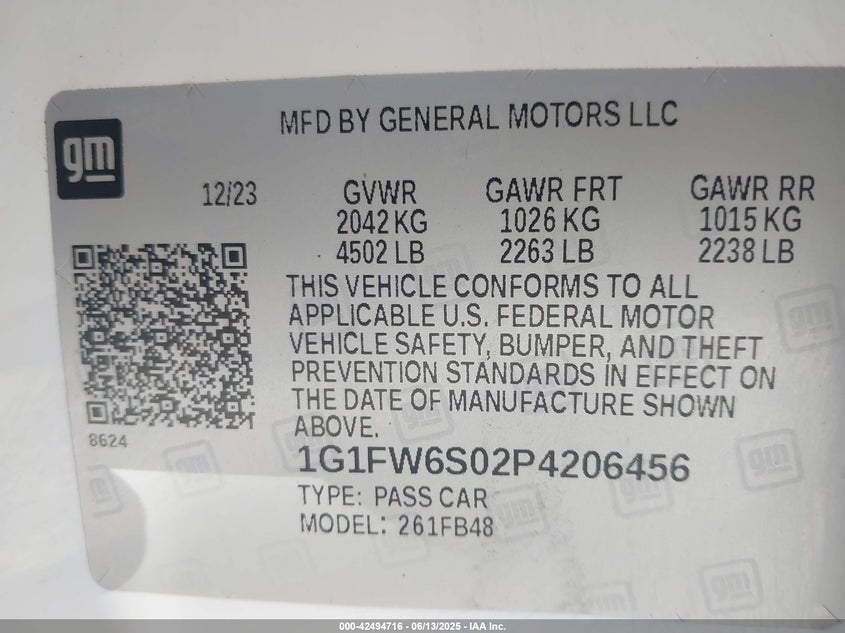 MFD BY GENERAL MOTORS LLC
gm
12/23
GVWR
2042 KG
4502 LB
GAWR FRT
1026 KG
2263 LB
GAWR RR
1015 KG
2238 LB
THIS VEHICLE CONFORMS TO ALL
APPLICABLE U.S. FEDERAL MOTOR
VEHICLE SAFETY, BUMPER, AND THEFT
PREVENTION STANDARDS IN EFFECT ON
THE DATE OF MANUFACTURE SHOWN
ABOVE.
8624
1G1FW6S02P4206456
TYPE: PASS CAR
MODEL: 261FB48
000-42494716 - 06/13/2025 - IAA Inc.